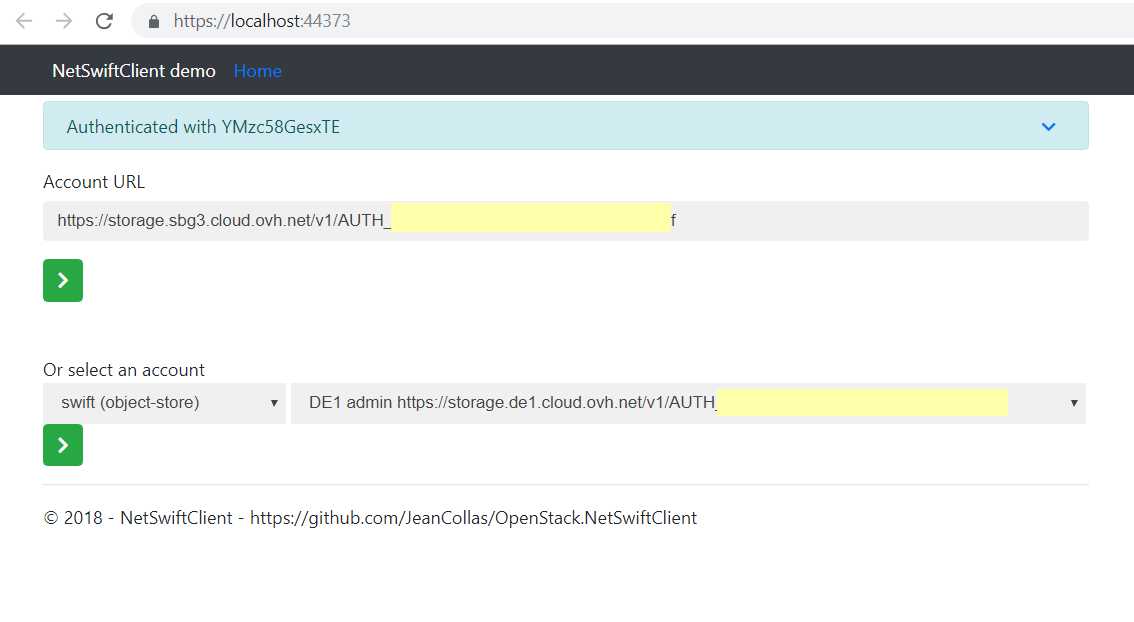 https://localhost:44373
NetSwiftClient demo Home
Authenticated with YMzc58GesxTE
Account URL
https://storage.sbg3.cloud.ovh.net/v1/AUTH_ f
Or select an account
swift (object-store) DE1 admin https://storage.de1.cloud.ovh.net/v1/AUTH_
© 2018 - NetSwiftClient - https://github.com/JeanCollas/OpenStack.NetSwiftClient